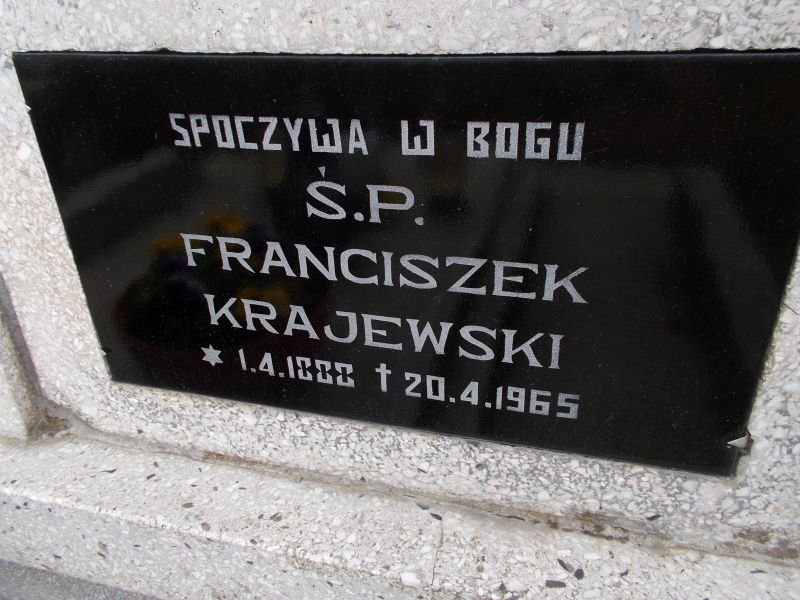 SPOCZYWA W BOGU
Ś.P.
FRANCISZEK
KRAJEWSKI
* 1.4.1888 † 20.4.1965